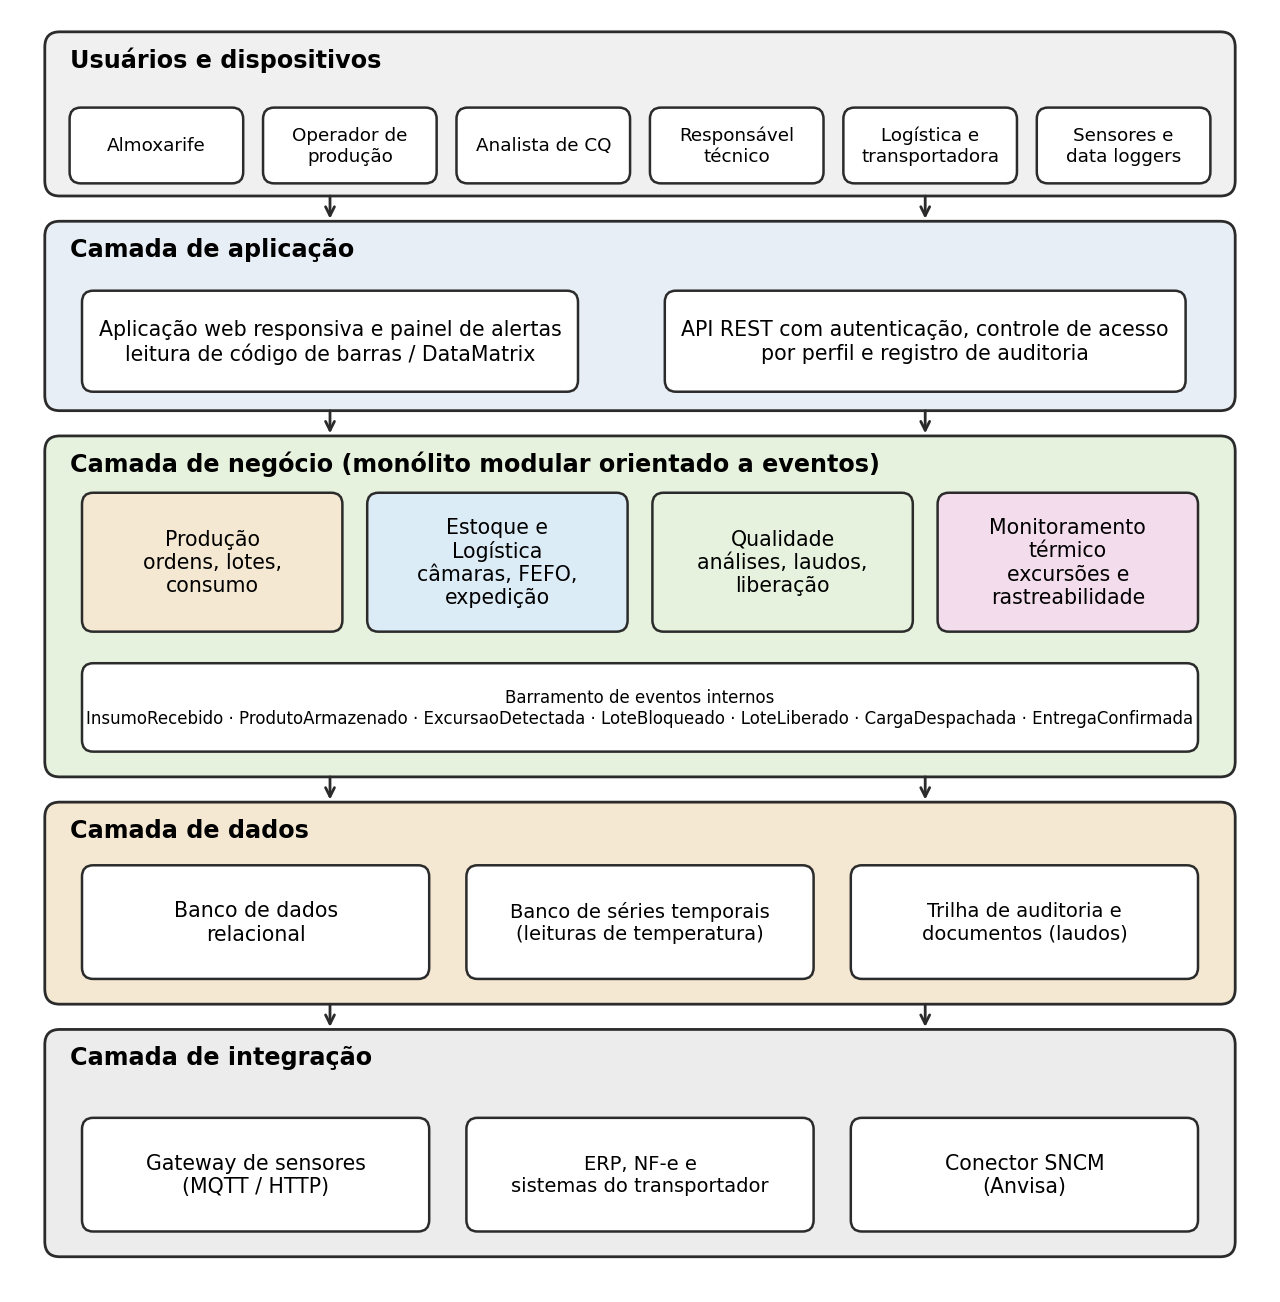 Usuários e dispositivos
Almoxarife
Operador de
produção
Analista de CQ
Responsável
técnico
Logística e
transportadora
Sensores e
data loggers
Camada de aplicação
Aplicação web responsiva e painel de alertas
leitura de código de barras / DataMatrix
API REST com autenticação, controle de acesso
por perfil e registro de auditoria
Camada de negócio (monólito modular orientado a eventos)
Produção
ordens, lotes,
consumo
Estoque e
Logística
câmaras, FEFO,
expedição
Qualidade
análises, laudos,
liberação
Monitoramento
térmico
excursões e
rastreabilidade
Barramento de eventos internos
InsumoRecebido · ProdutoArmazenado · ExcursaoDetectada · LoteBloqueado · LoteLiberado · CargaDespachada · EntregaConfirmada
Camada de dados
Banco de dados
relacional
Banco de séries temporais
(leituras de temperatura)
Trilha de auditoria e
documentos (laudos)
Camada de integração
Gateway de sensores
(MQTT / HTTP)
ERP, NF-e e
sistemas do transportador
Conector SNCM
(Anvisa)